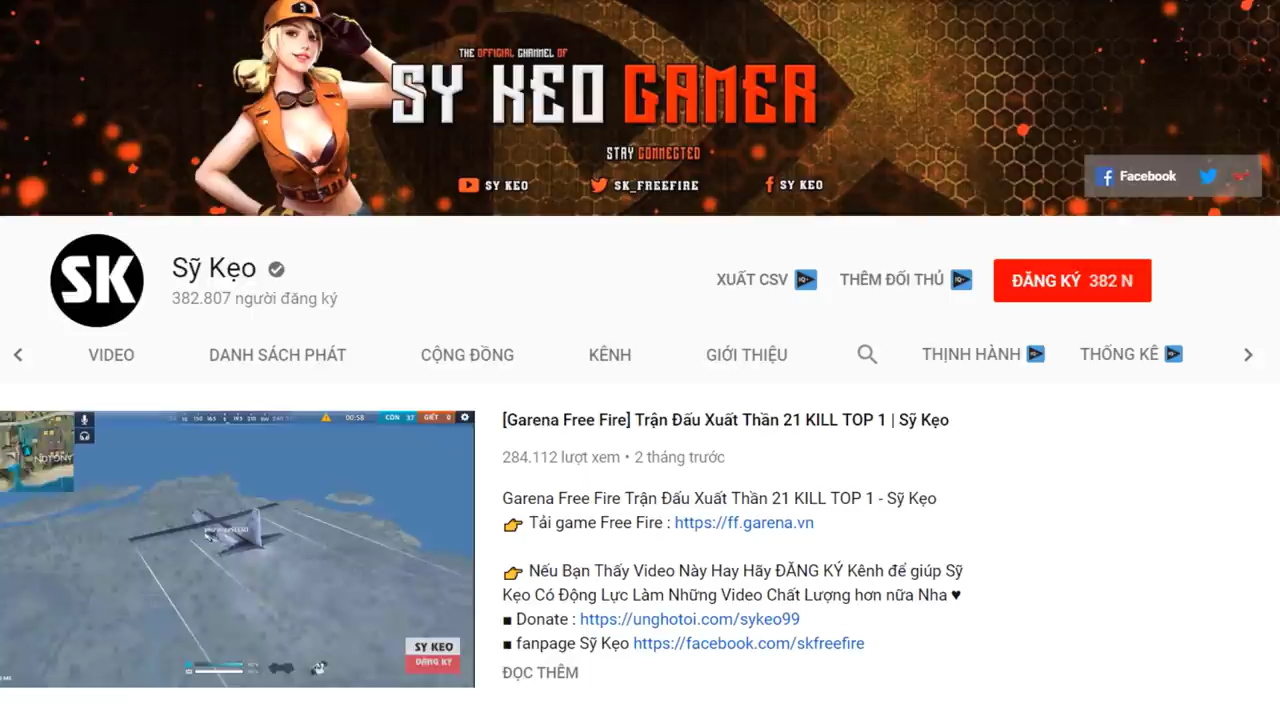 THE OFFICIAL CHANNEL OF
SY KEO GAMER
STAY CONNECTED
SY KEO
SK_FREEFIRE
SY KEO
Facebook
SK
Sỹ Kẹo
382.807 người đăng ký
XUẤT CSV
THÊM ĐỐI THỦ
ĐĂNG KÝ 382 N
VIDEO
DANH SÁCH PHÁT
CỘNG ĐỒNG
KÊNH
GIỚI THIỆU
THỊNH HÀNH
THỐNG KÊ
00:58
CÒN 37
GIẾT 0
SY KEO
ĐĂNG KÝ
[Garena Free Fire] Trận Đấu Xuất Thần 21 KILL TOP 1 | Sỹ Kẹo
284.112 lượt xem • 2 tháng trước
Garena Free Fire Trận Đấu Xuất Thần 21 KILL TOP 1 - Sỹ Kẹo
👉 Tải game Free Fire : https://ff.garena.vn
👉 Nếu Bạn Thấy Video Này Hay Hãy ĐĂNG KÝ Kênh để giúp Sỹ
Kẹo Có Động Lực Làm Những Video Chất Lượng hơn nữa Nha ♥
■ Donate : https://unghotoi.com/sykeo99
■ fanpage Sỹ Kẹo https://facebook.com/skfreefire
ĐỌC THÊM